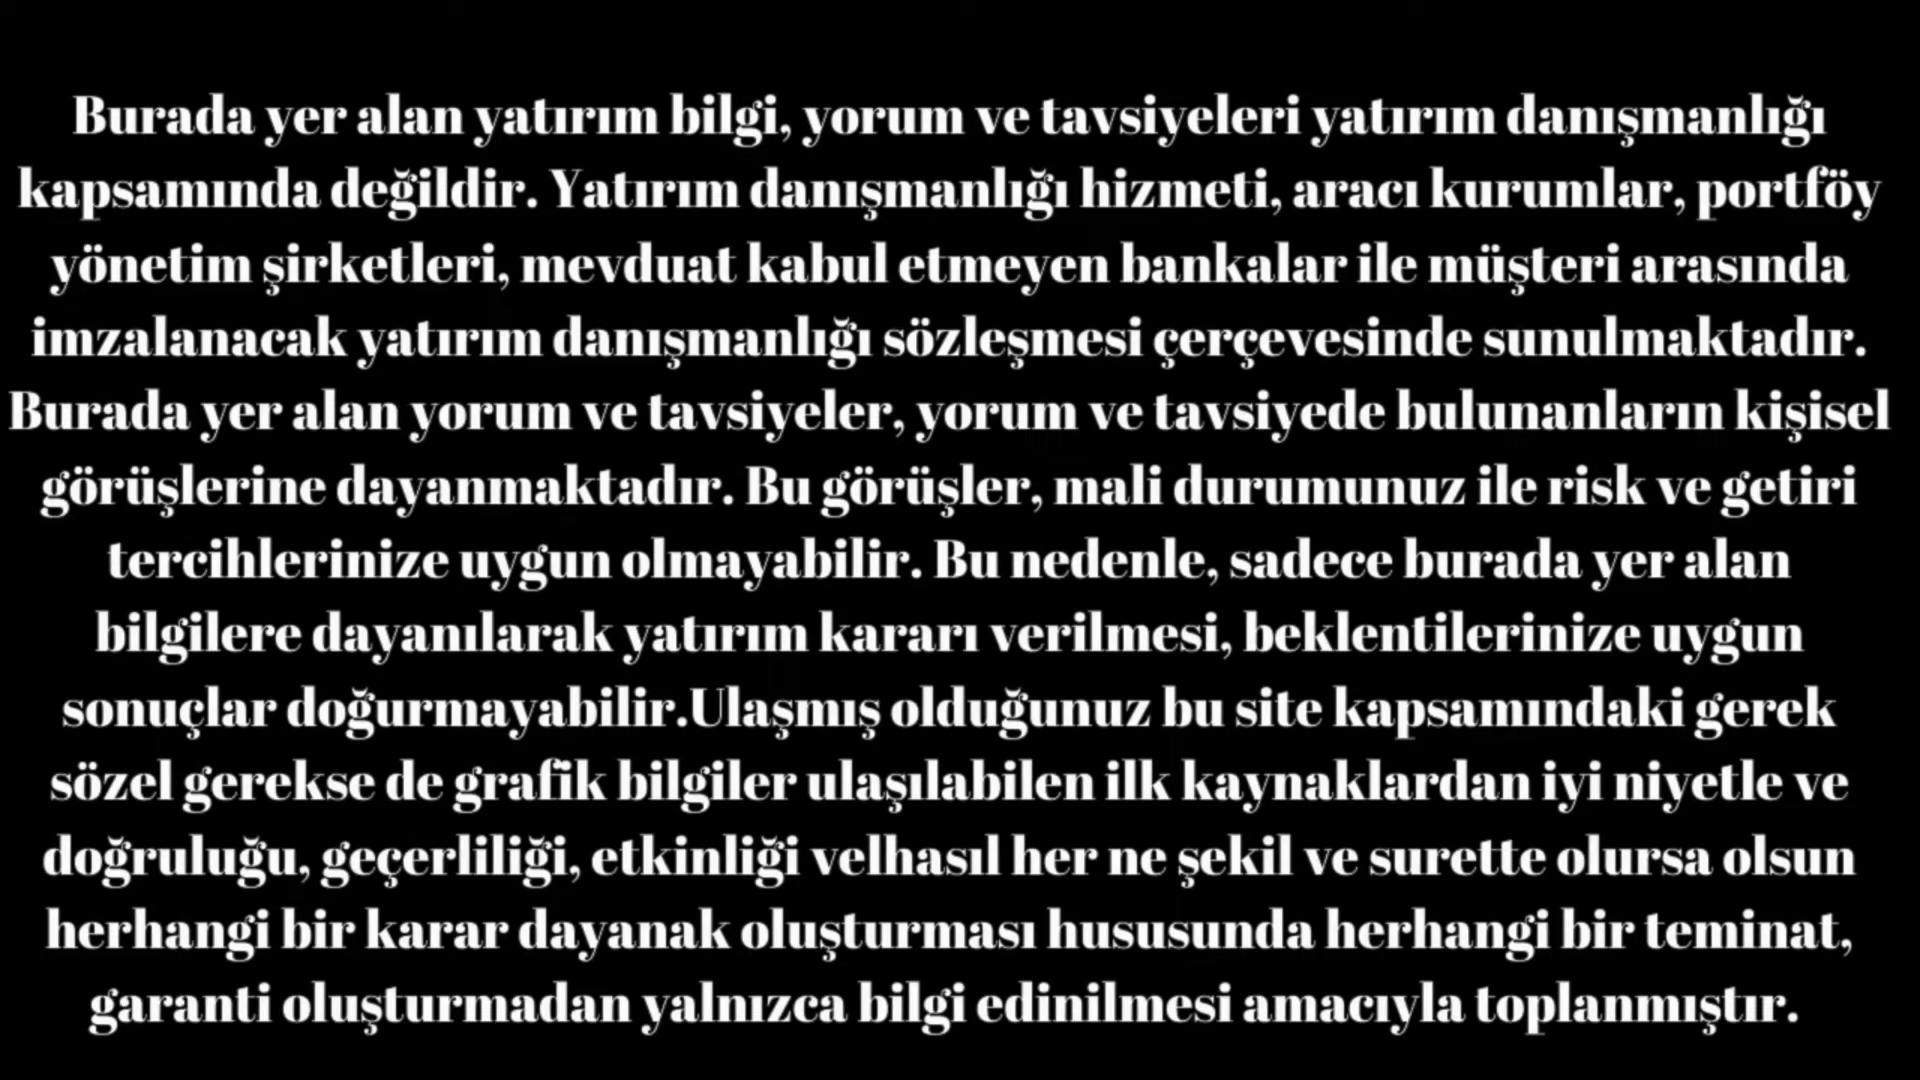 Burada yer alan yatırım bilgi, yorum ve tavsiyeleri yatırım danışmanlığı
kapsamında değildir. Yatırım danışmanlığı hizmeti, aracı kurumlar, portföy
yönetim şirketleri, mevduat kabul etmeyen bankalar ile müşteri arasında
imzalanacak yatırım danışmanlığı sözleşmesi çerçevesinde sunulmaktadır.
Burada yer alan yorum ve tavsiyeler, yorum ve tavsiyede bulunanların kişisel
görüşlerine dayanmaktadır. Bu görüşler, mali durumunuz ile risk ve getiri
tercihlerinize uygun olmayabilir. Bu nedenle, sadece burada yer alan
bilgilere dayanılarak yatırım kararı verilmesi, beklentilerinize uygun
sonuçlar doğurmayabilir.Ulaşmış olduğunuz bu site kapsamındaki gerek
sözel gerekse de grafik bilgiler ulaşılabilen ilk kaynaklardan iyi niyetle ve
doğruluğu, geçerliliği, etkinliği velhasıl her ne şekil ve surette olursa olsun
herhangi bir karar dayanak oluşturması hususunda herhangi bir teminat,
garanti oluşturmadan yalnızca bilgi edinilmesi amacıyla toplanmıştır.